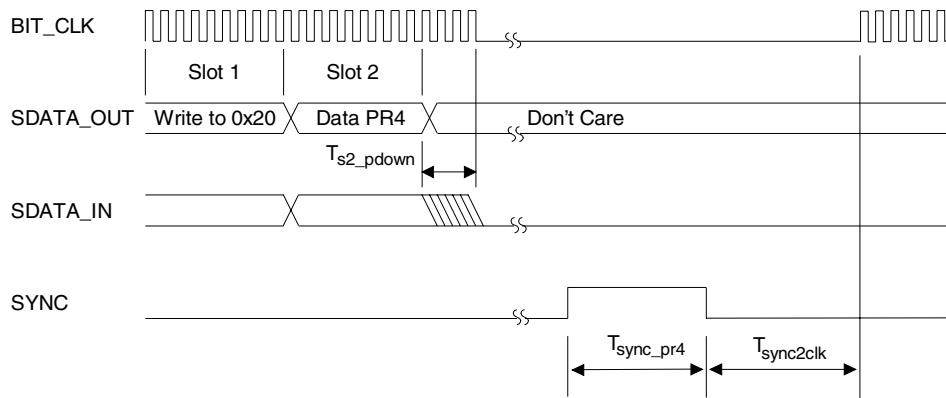 BIT_CLK
Slot 1 Slot 2
SDATA_OUT Write to 0x20 Data PR4 Don't Care
Ts2_pdown
SDATA_IN
SYNC
Tsync_pr4 Tsync2clk